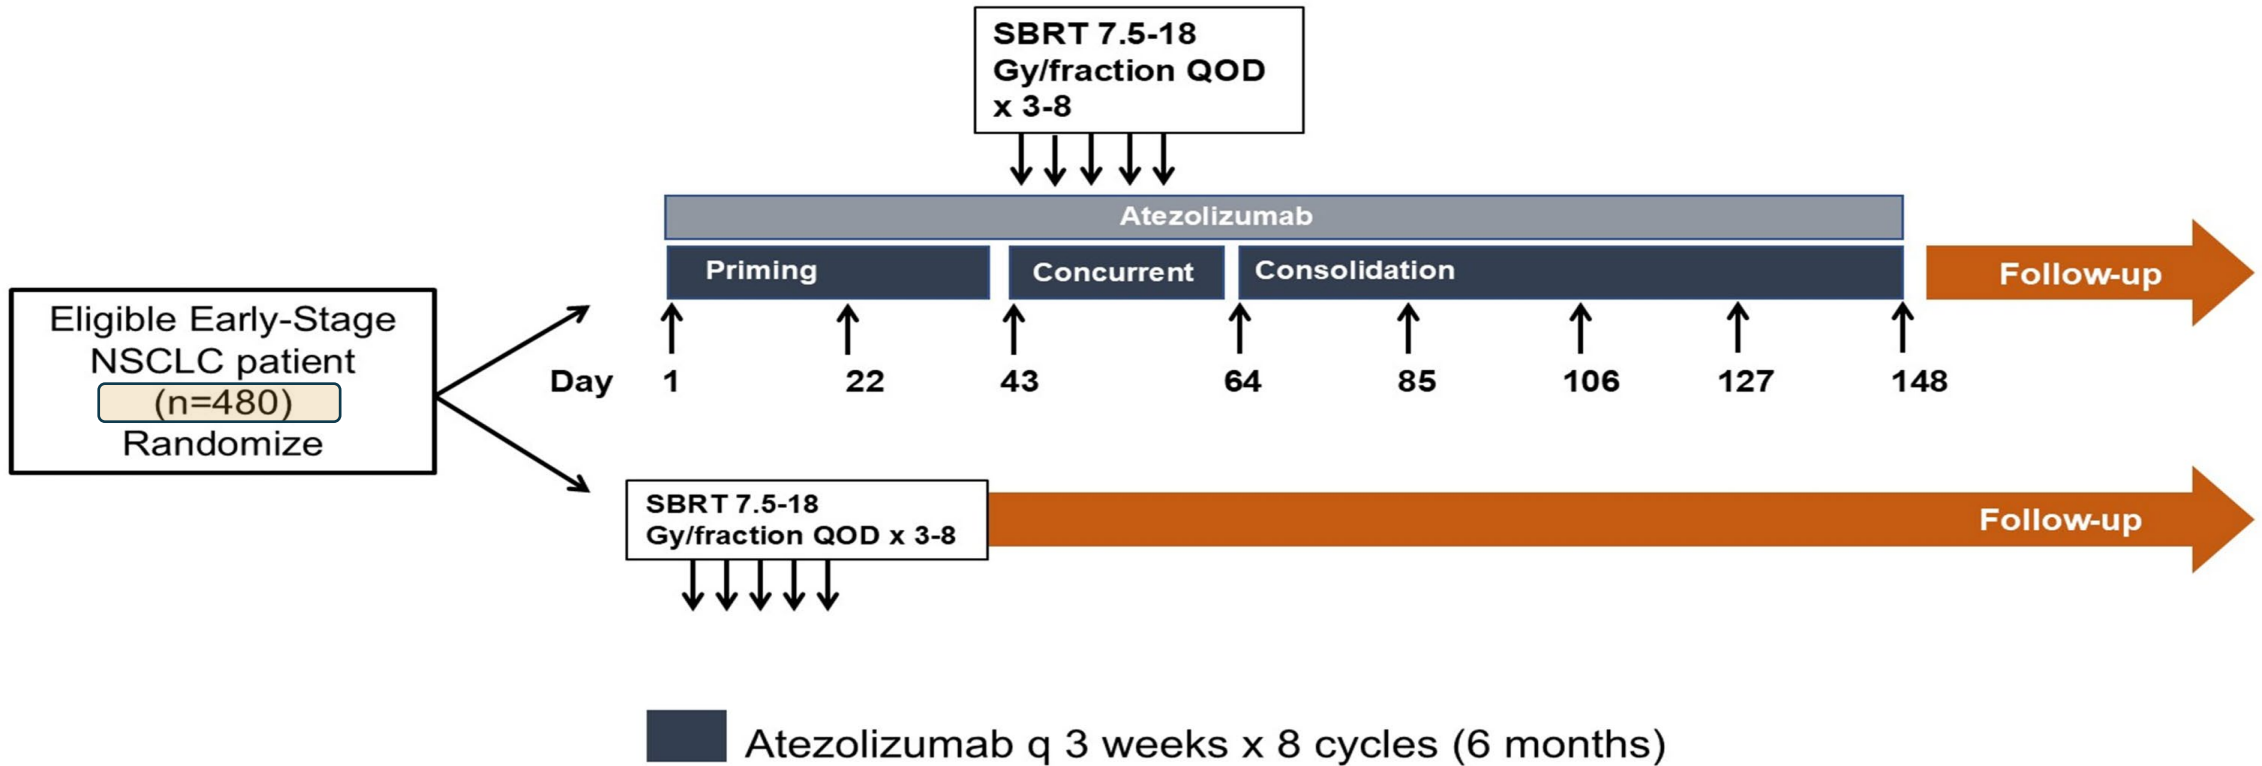 SBRT 7.5-18
Gy/fraction QOD
x 3-8
Atezolizumab
Priming
Concurrent
Consolidation
Follow-up
Eligible Early-Stage
NSCLC patient
(n=480)
Randomize
Day 1 22 43 64 85 106 127 148
SBRT 7.5-18
Gy/fraction QOD x 3-8
Follow-up
Atezolizumab q 3 weeks x 8 cycles (6 months)